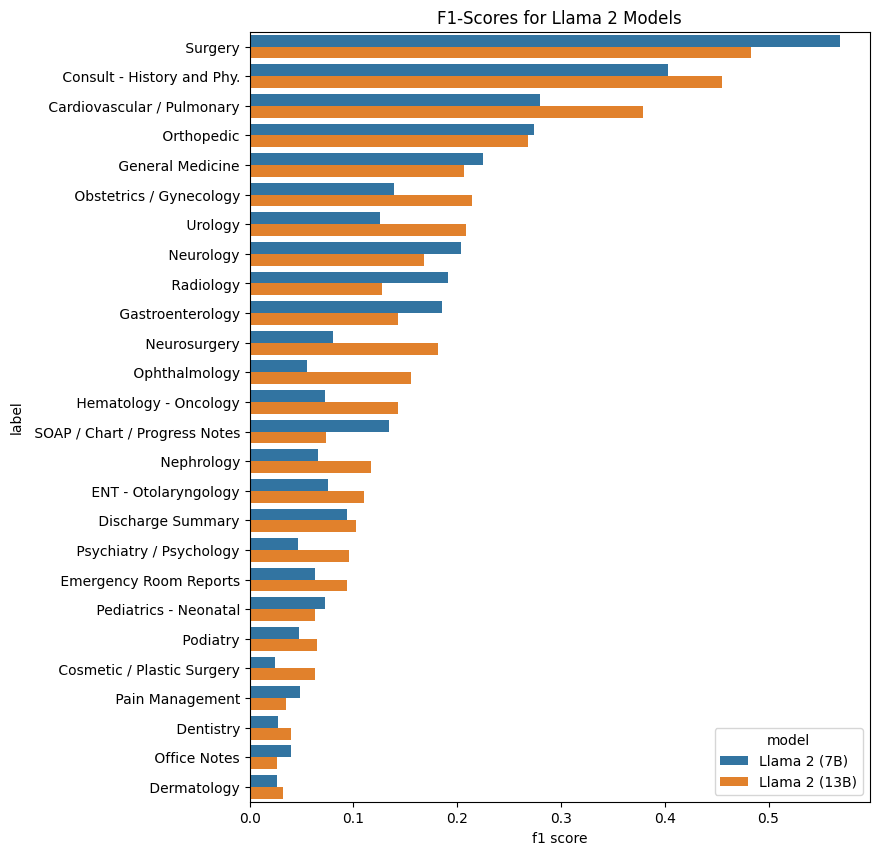 F1-Scores for Llama 2 Models
label
Surgery
Consult - History and Phy.
Cardiovascular / Pulmonary
Orthopedic
General Medicine
Obstetrics / Gynecology
Urology
Neurology
Radiology
Gastroenterology
Neurosurgery
Ophthalmology
Hematology - Oncology
SOAP / Chart / Progress Notes
Nephrology
ENT - Otolaryngology
Discharge Summary
Psychiatry / Psychology
Emergency Room Reports
Pediatrics - Neonatal
Podiatry
Cosmetic / Plastic Surgery
Pain Management
Dentistry
Office Notes
Dermatology
model
Llama 2 (7B)
Llama 2 (13B)
0.0 0.1 0.2 0.3 0.4 0.5
f1 score